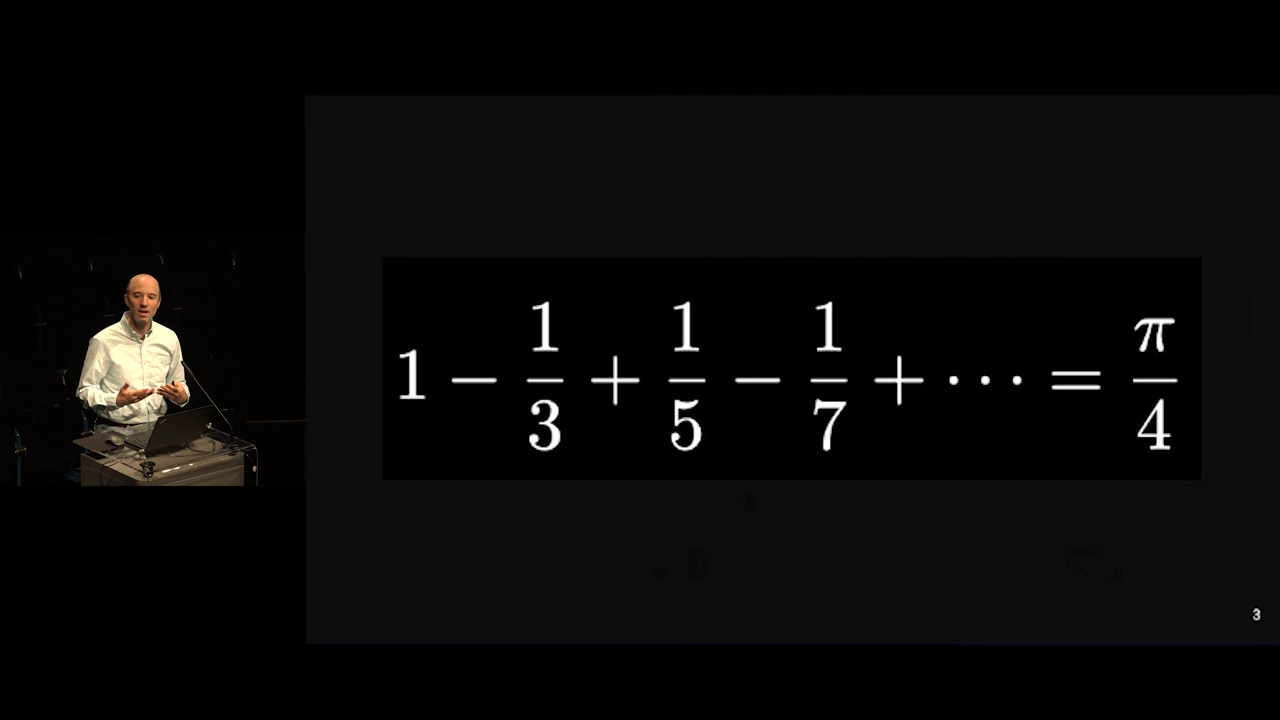 1 − 1/3 + 1/5 − 1/7 + ··· = π/4
3